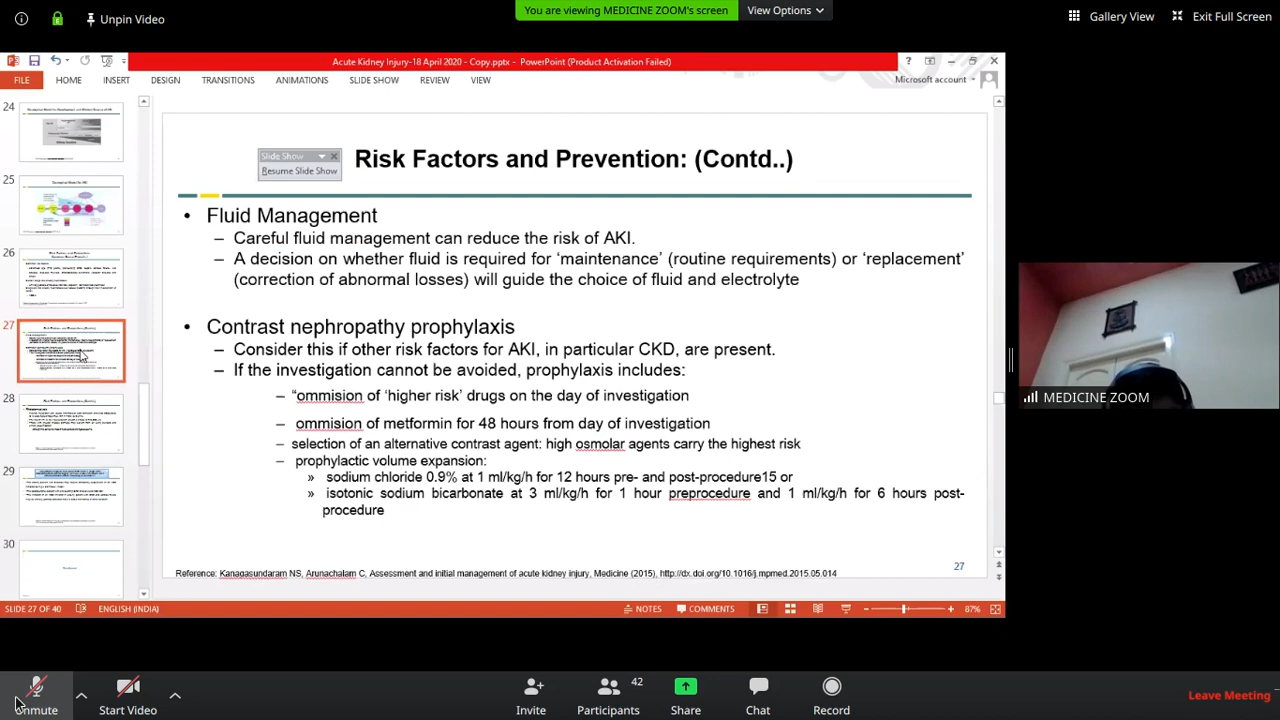 Unpin Video
You are viewing MEDICINE ZOOM's screen
View Options
Gallery View
Exit Full Screen
Acute Kidney Injury-18 April 2020 - Copy.pptx - PowerPoint (Product Activation Failed)
FILE HOME INSERT DESIGN TRANSITIONS ANIMATIONS SLIDE SHOW REVIEW VIEW
Microsoft account
24
25
26
27
28
29
30
Slide Show
Resume Slide Show
Risk Factors and Prevention: (Contd..)
• Fluid Management
– Careful fluid management can reduce the risk of AKI.
– A decision on whether fluid is required for ‘maintenance’ (routine requirements) or ‘replacement’
(correction of abnormal losses) will guide the choice of fluid and electrolyte
• Contrast nephropathy prophylaxis
– Consider this if other risk factors for AKI, in particular CKD, are present.
– If the investigation cannot be avoided, prophylaxis includes:
– “ommision of ‘higher risk’ drugs on the day of investigation
– ommision of metformin for 48 hours from day of investigation
– selection of an alternative contrast agent: high osmolar agents carry the highest risk
– prophylactic volume expansion:
» sodium chloride 0.9% at 1 ml/kg/h for 12 hours pre- and post-procedure15 or
» isotonic sodium bicarbonate at 3 ml/kg/h for 1 hour preprocedure and 1 ml/kg/h for 6 hours post-
procedure
Reference: Kanagasundaram NS, Arunachalam C, Assessment and initial management of acute kidney injury, Medicine (2015), http://dx.doi.org/10.1016/j.mpmed.2015.05.014
27
MEDICINE ZOOM
SLIDE 27 OF 40 ENGLISH (INDIA) NOTES COMMENTS 87%
Unmute
Start Video
Invite
42
Participants
Share
Chat
Record
Leave Meeting